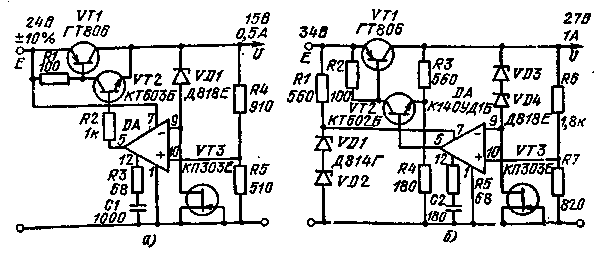 24В
±10%
E
VT1
ГТ806
15В
0,5А
U
R1
100
VT2
КТ603Б
VD1
Д818Е
R4
910
R2
1к
DA
7
9
5
10
12
1
VT3
КП303Е
R3
68
C1
1000
R5
510
а)
34В
E
VT1
ГТ806
27В
1А
U
R1
560
R2
100
R3
560
VD3
VD4
Д818Е
R6
1,8к
VT2
КТ602Б
DA
К140УД1Б
7
9
5
10
12
1
VD1
Д814Г
VD2
R4
180
R5
68
C2
180
VT3
КП303Е
R7
820
б)